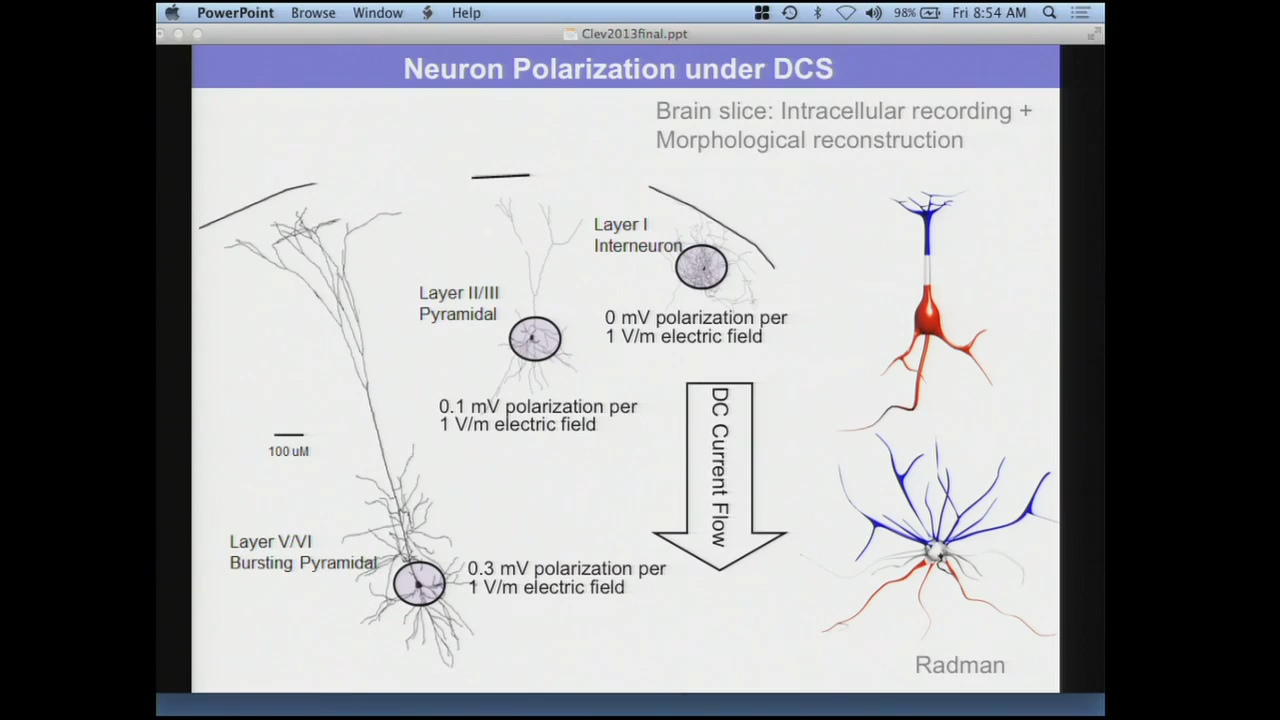 PowerPoint Browse Window Help
98% Fri 8:54 AM
Clev2013final.ppt
Neuron Polarization under DCS
Brain slice: Intracellular recording +
Morphological reconstruction
Layer I
Interneuron
Layer II/III
Pyramidal
0 mV polarization per
1 V/m electric field
0.1 mV polarization per
1 V/m electric field
DC Current Flow
100 uM
Layer V/VI
Bursting Pyramidal
0.3 mV polarization per
1 V/m electric field
Radman